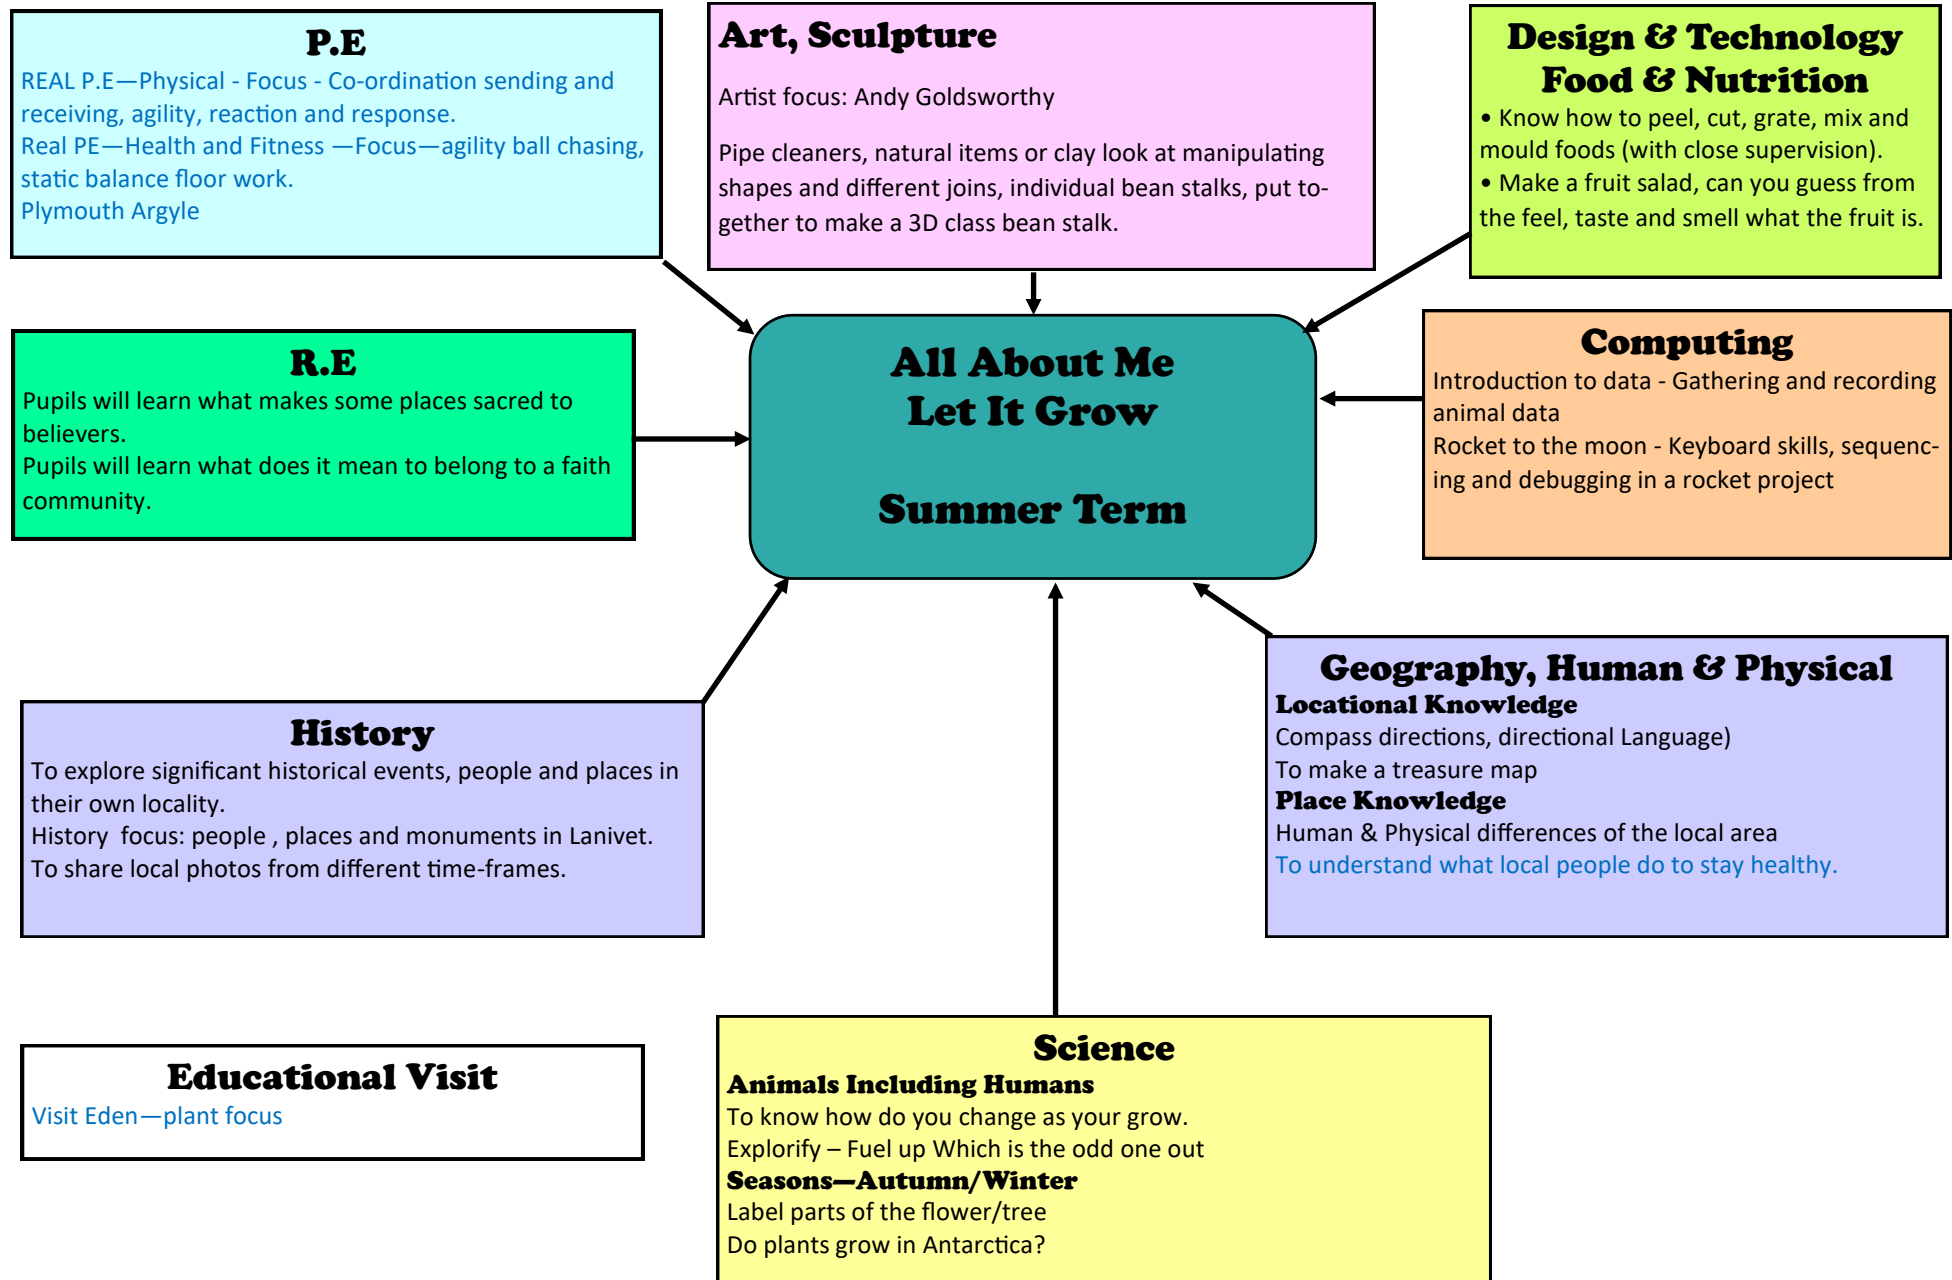 P.E
REAL P.E—Physical - Focus - Co-ordination sending and
receiving, agility, reaction and response.
Real PE—Health and Fitness —Focus—agility ball chasing,
static balance floor work.
Plymouth Argyle
Art, Sculpture
Artist focus: Andy Goldsworthy
Pipe cleaners, natural items or clay look at manipulating
shapes and different joins, individual bean stalks, put to-
gether to make a 3D class bean stalk.
Design & Technology
Food & Nutrition
• Know how to peel, cut, grate, mix and
mould foods (with close supervision).
• Make a fruit salad, can you guess from
the feel, taste and smell what the fruit is.
R.E
Pupils will learn what makes some places sacred to
believers.
Pupils will learn what does it mean to belong to a faith
community.
All About Me
Let It Grow
Summer Term
Computing
Introduction to data - Gathering and recording
animal data
Rocket to the moon - Keyboard skills, sequenc-
ing and debugging in a rocket project
History
To explore significant historical events, people and places in
their own locality.
History  focus: people , places and monuments in Lanivet.
To share local photos from different time-frames.
Geography, Human & Physical
Locational Knowledge
Compass directions, directional Language)
To make a treasure map
Place Knowledge
Human & Physical differences of the local area
To understand what local people do to stay healthy.
Educational Visit
Visit Eden—plant focus
Science
Animals Including Humans
To know how do you change as your grow.
Explorify – Fuel up Which is the odd one out
Seasons—Autumn/Winter
Label parts of the flower/tree
Do plants grow in Antarctica?